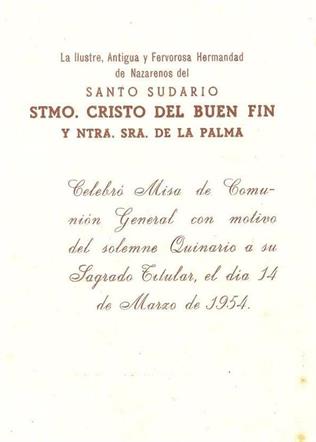 La Ilustre, Antigua y Fervorosa Hermandad
de Nazarenos del
SANTO SUDARIO
STMO. CRISTO DEL BUEN FIN
Y NTRA. SRA. DE LA PALMA
Celebró Misa de Comu-
nión General con motivo
del solemne Quinario a su
Sagrado Titular, el día 14
de Marzo de 1954.